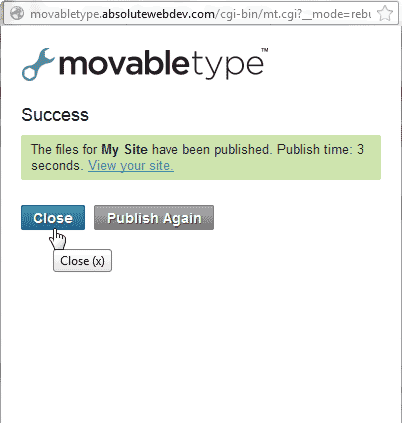 movabletype.absolutewebdev.com/cgi-bin/mt.cgi?__mode=rebu
movabletype™
Success
The files for My Site have been published. Publish time: 3
seconds. View your site.
Close Publish Again
Close (x)